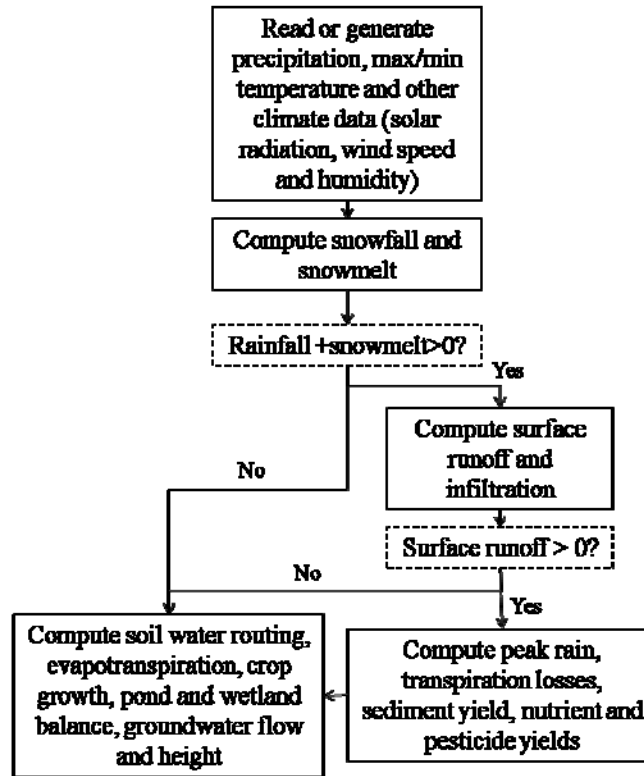 Read or generate
precipitation, max/min
temperature and other
climate data (solar
radiation, wind speed
and humidity)
Compute snowfall and
snowmelt
Rainfall +snowmelt>0?
Yes
Compute surface
runoff and
infiltration
No
Surface runoff > 0?
No
Yes
Compute soil water routing,
evapotranspiration, crop
growth, pond and wetland
balance, groundwater flow
and height
Compute peak rain,
transpiration losses,
sediment yield, nutrient and
pesticide yields